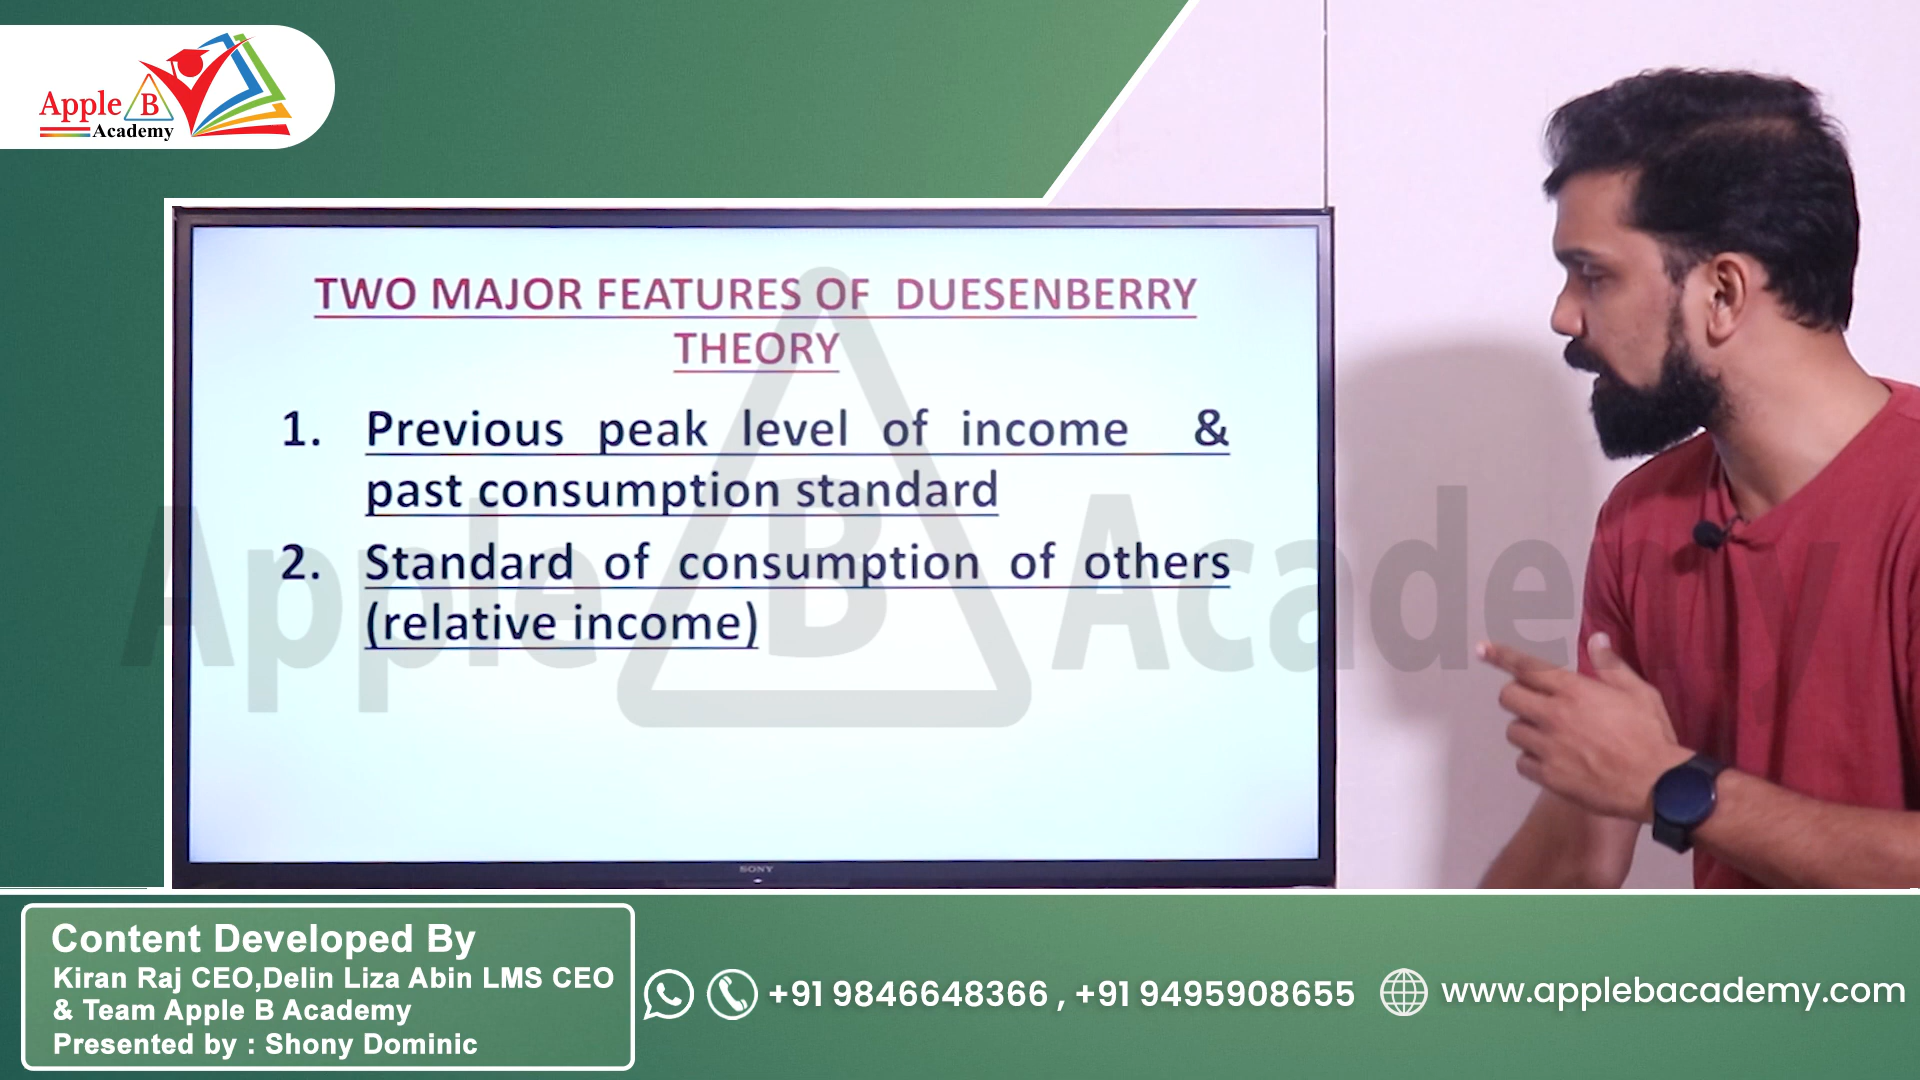 Apple B
Academy
TWO MAJOR FEATURES OF DUESENBERRY
THEORY
1. Previous peak level of income &
past consumption standard
2. Standard of consumption of others
(relative income)
Apple B Academy
SONY
Content Developed By
Kiran Raj CEO,Delin Liza Abin LMS CEO
& Team Apple B Academy
Presented by : Shony Dominic
+91 9846648366 , +91 9495908655
www.applebacademy.com